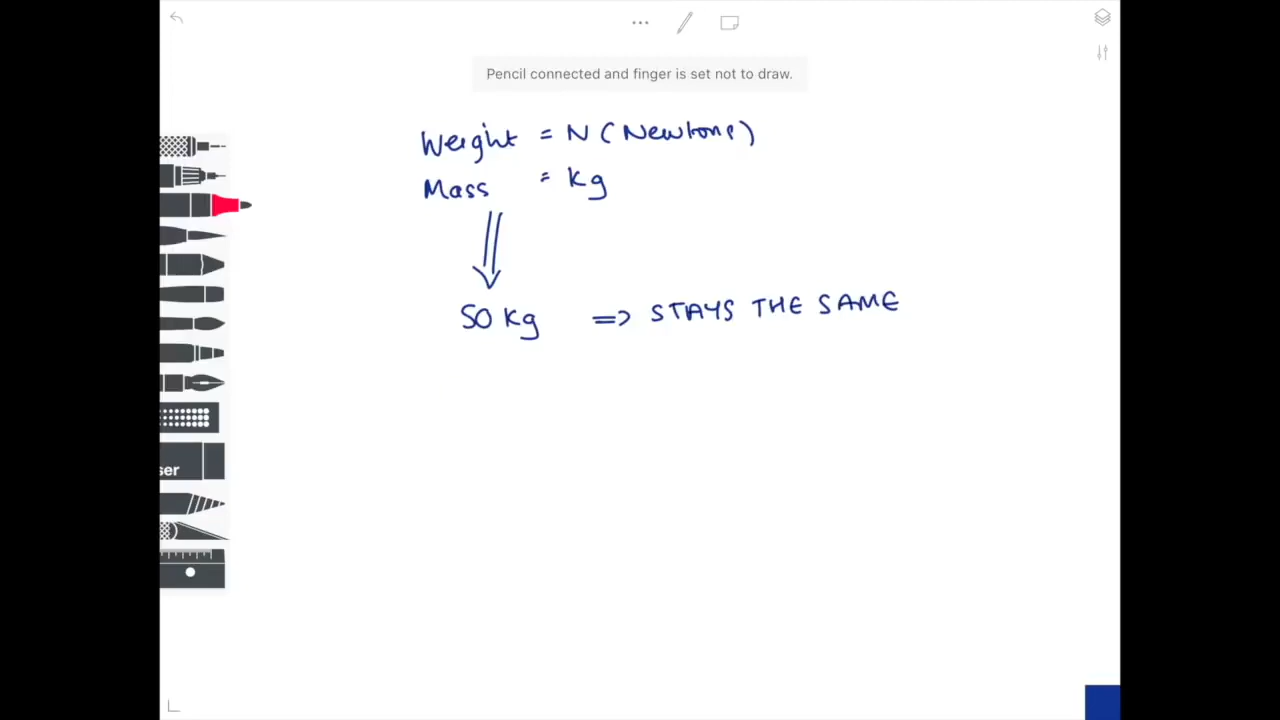 Pencil connected and finger is set not to draw.
Weight = N (Newtons)
Mass = kg
50 kg => STAYS THE SAME
ser